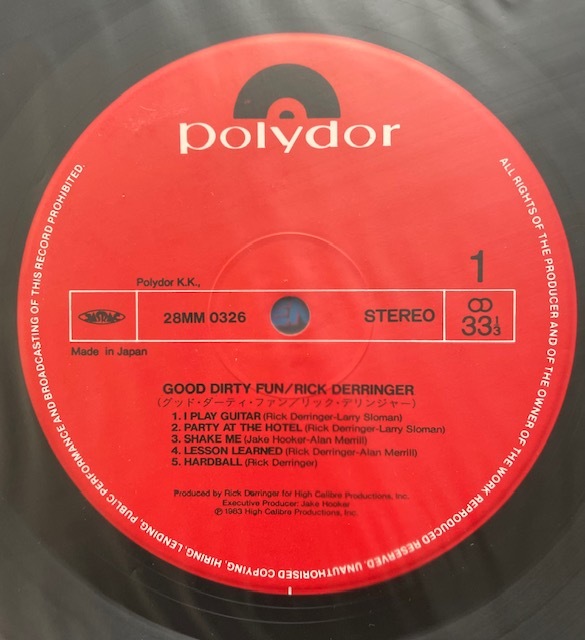 polydor
ALL RIGHTS OF THE PRODUCER AND OF THE OWNER OF THE WORK REPRODUCED RESERVED. UNAUTHORISED COPYING, HIRING, LENDING, PUBLIC PERFORMANCE AND BROADCASTING OF THIS RECORD PROHIBITED.
1
Polydor K.K.,
JASRAC 28MM 0326 STEREO 33 1/3
Made in Japan
GOOD DIRTY FUN/RICK DERRINGER
(グッド・ダーティ・ファン/リック・デリンジャー)
1. I PLAY GUITAR (Rick Derringer-Larry Sloman)
2. PARTY AT THE HOTEL (Rick Derringer-Larry Sloman)
3. SHAKE ME (Jake Hooker-Alan Merrill)
4. LESSON LEARNED (Rick Derringer-Alan Merrill)
5. HARDBALL (Rick Derringer)
Produced by Rick Derringer for High Calibre Productions, Inc.
Executive Producer: Jake Hooker
℗ 1983 High Calibre Productions, Inc.